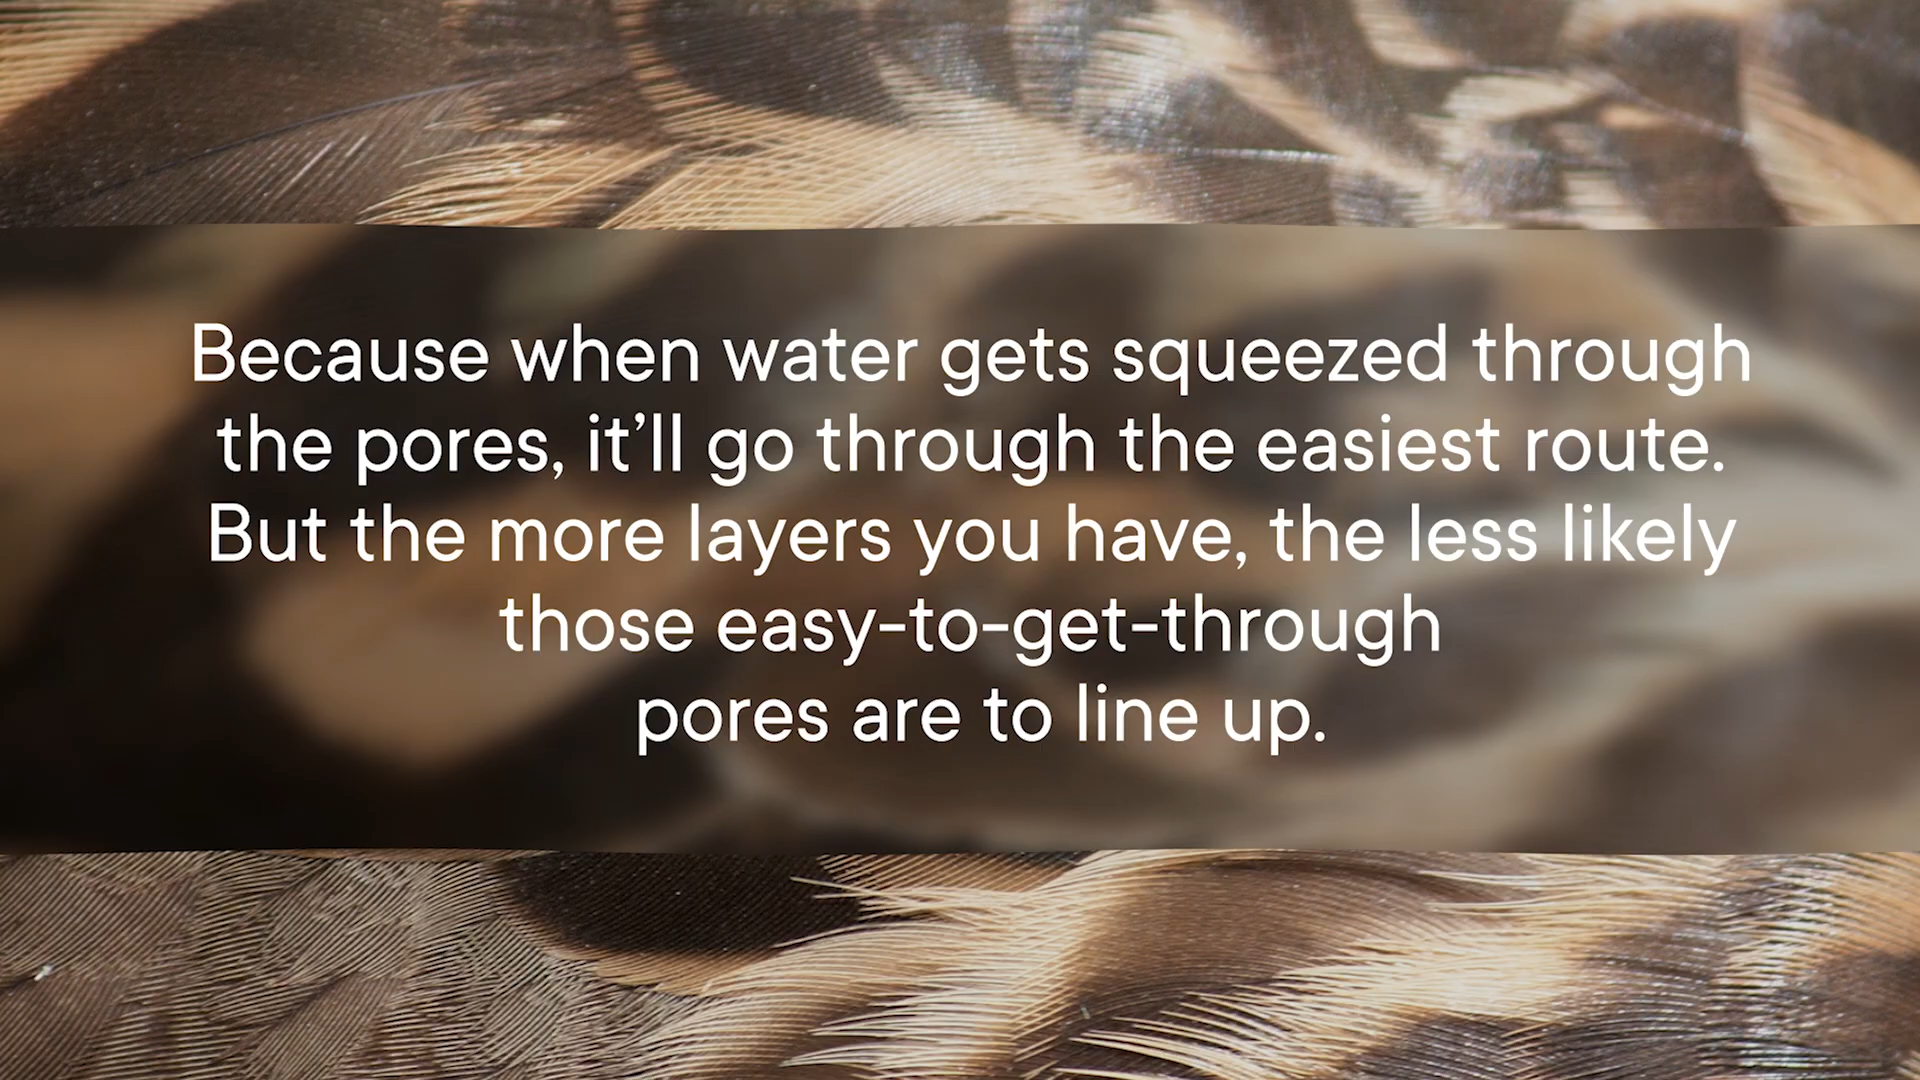 Because when water gets squeezed through
the pores, it’ll go through the easiest route.
But the more layers you have, the less likely
those easy-to-get-through
pores are to line up.